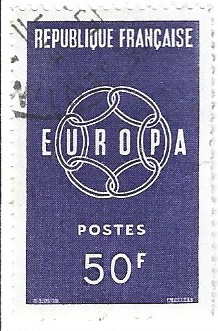 REPUBLIQUE FRANÇAISE
EUROPA
POSTES
50F